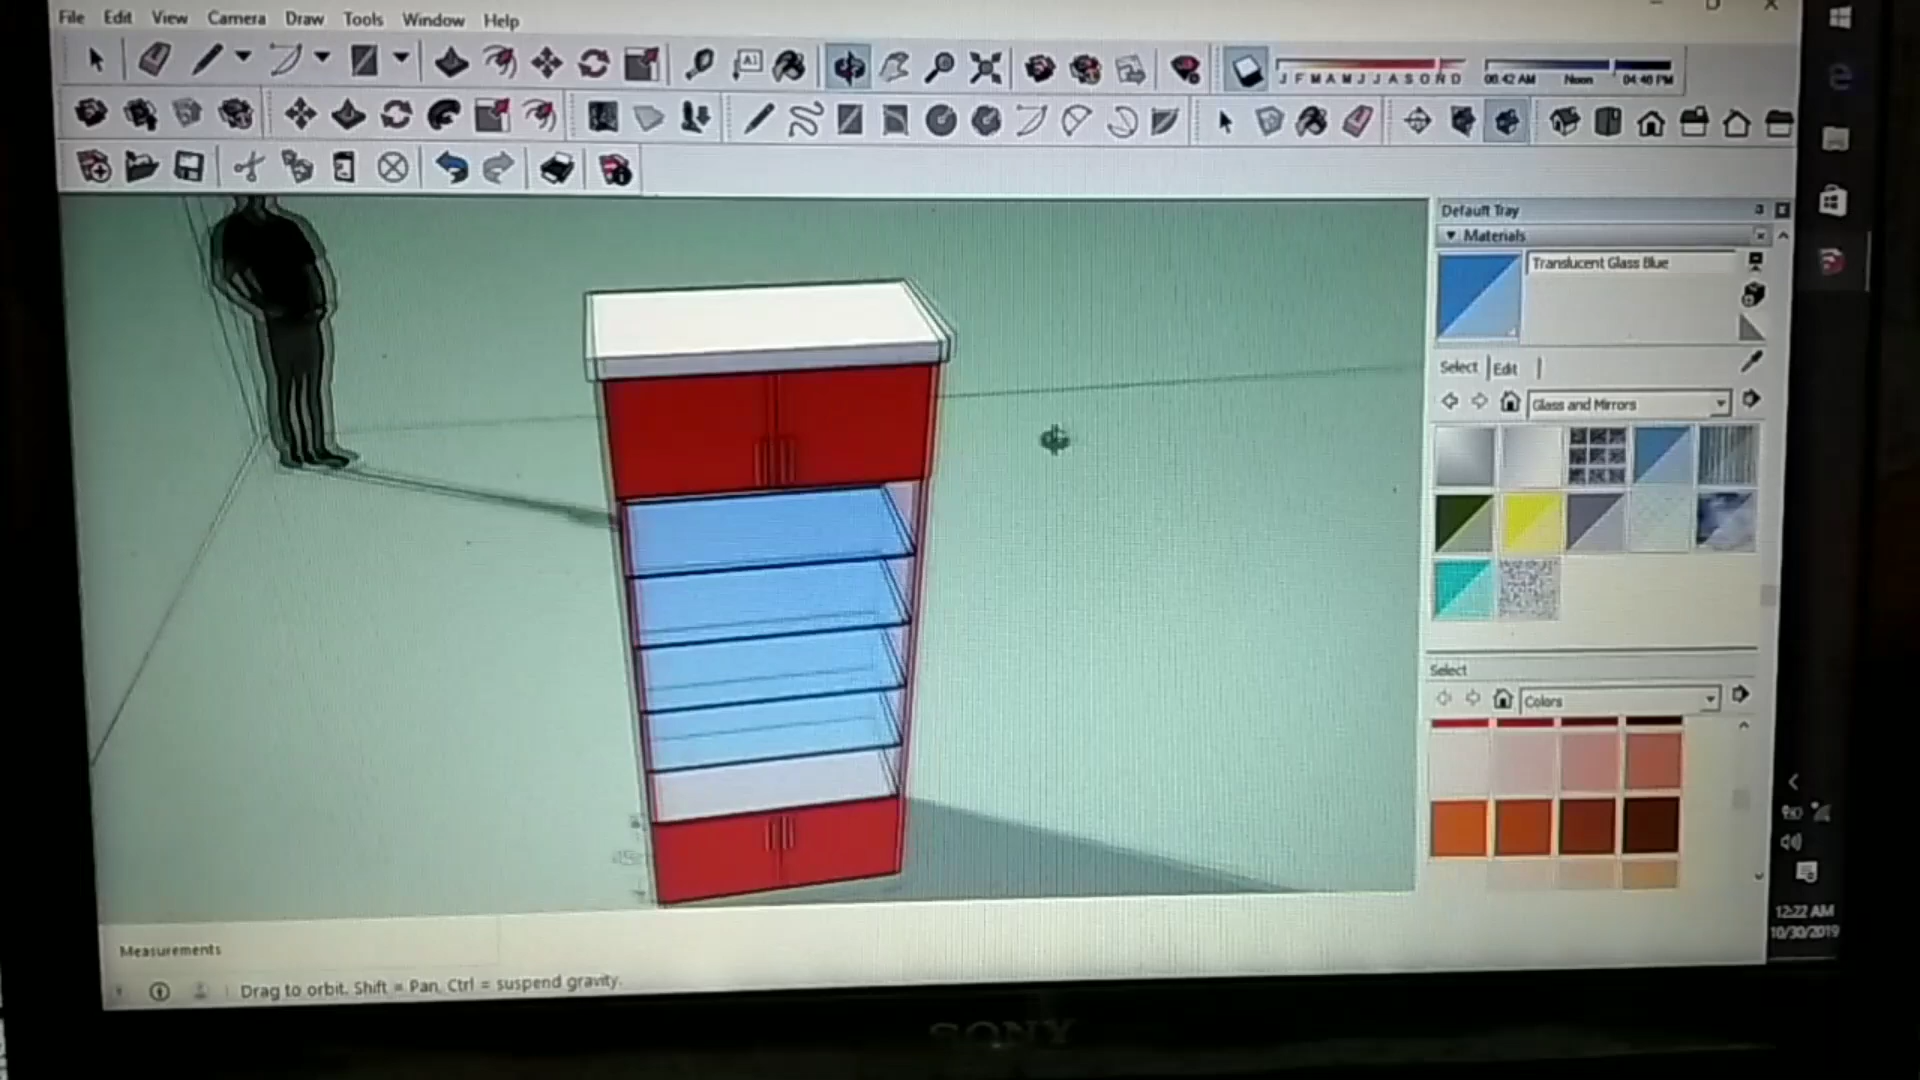 File Edit View Camera Draw Tools Window Help
A1
J F M A M J J A S O N D 06:42 AM Noon 04:40 PM
Default Tray
Materials
Translucent Glass Blue
Select Edit
Glass and Mirrors
Select
Colors
12:22 AM
10/30/2019
Measurements
Drag to orbit. Shift = Pan, Ctrl = suspend gravity.
SONY